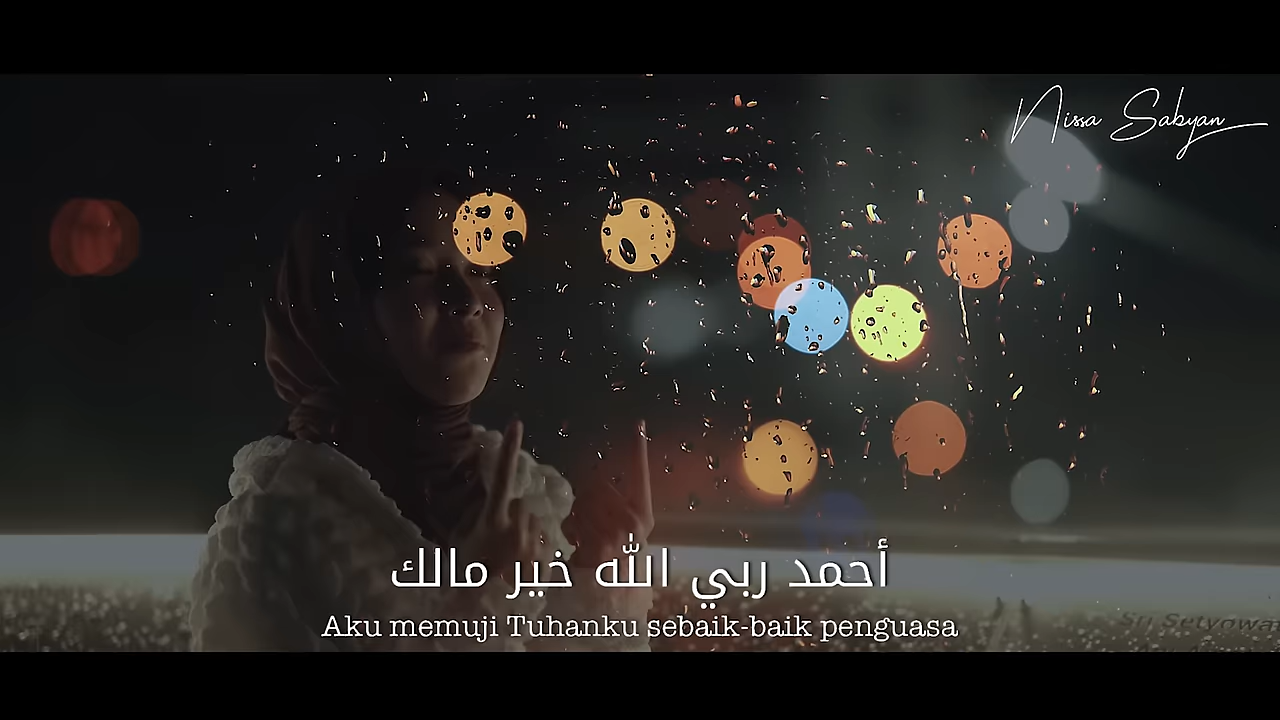 Nissa Sabyan
أحمد ربي الله خير مالك
Aku memuji Tuhanku sebaik-baik penguasa